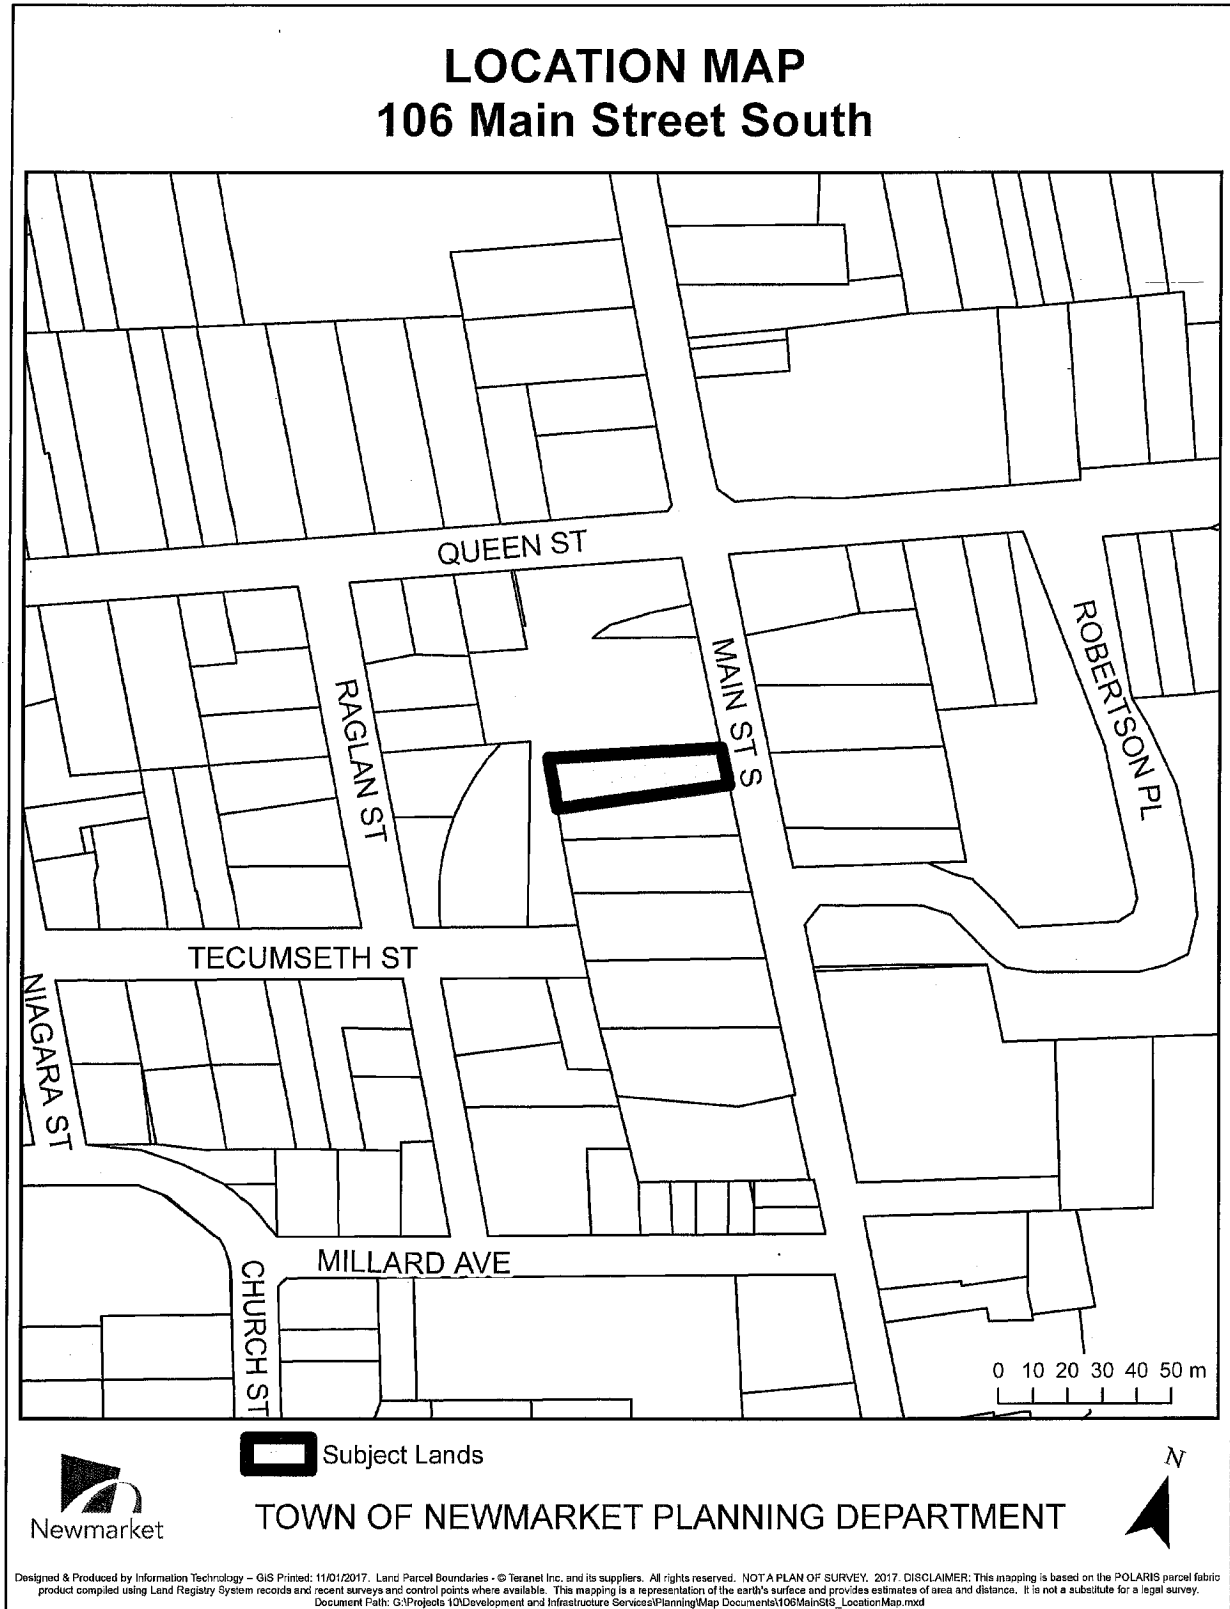 LOCATION MAP
106 Main Street South
QUEEN ST
MAIN ST S
ROBERTSON PL
RAGLAN ST
TECUMSETH ST
NIAGARA ST
MILLARD AVE
CHURCH ST
0 10 20 30 40 50 m
Subject Lands
N
Newmarket
TOWN OF NEWMARKET PLANNING DEPARTMENT
Designed & Produced by Information Technology – GIS Printed: 11/01/2017. Land Parcel Boundaries - © Teranet Inc. and its suppliers. All rights reserved. NOT A PLAN OF SURVEY. 2017. DISCLAIMER: This mapping is based on the POLARIS parcel fabric
product compiled using Land Registry System records and recent surveys and control points where available. This mapping is a representation of the earth's surface and provides estimates of area and distance. It is not a substitute for a legal survey.
Document Path: G:\Projects 10\Development and Infrastructure Services\Planning\Map Documents\106MainStS_LocationMap.mxd